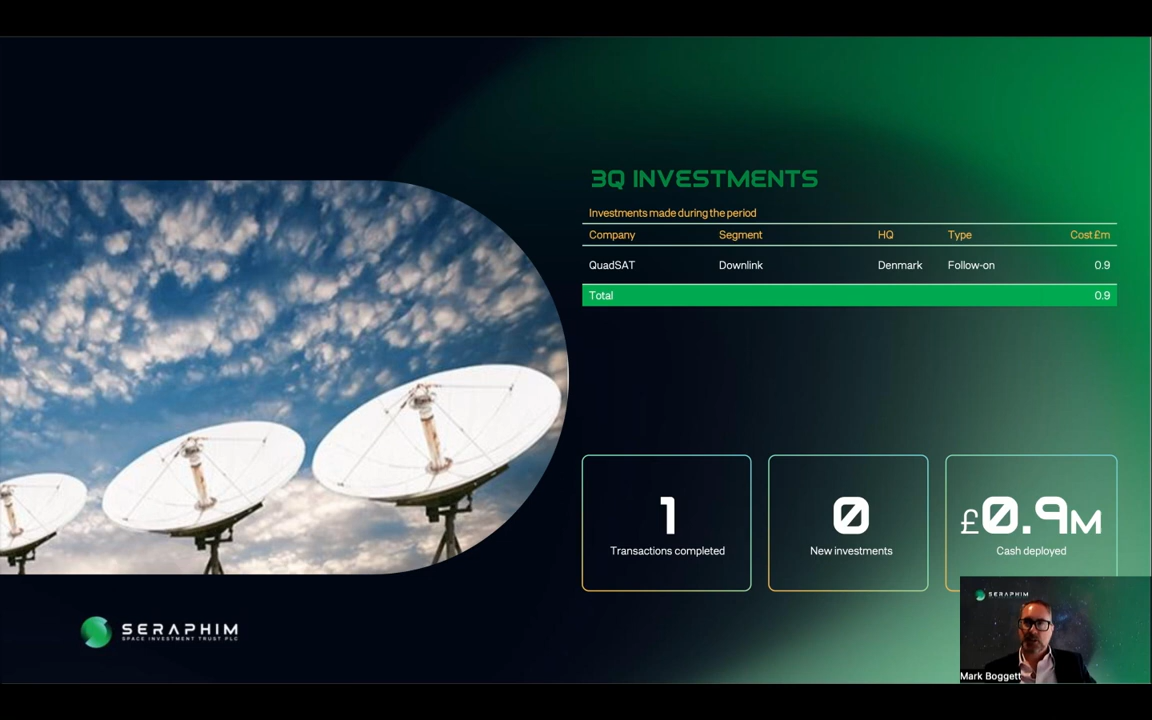 3Q INVESTMENTS
Investments made during the period
Company Segment HQ Type Cost £m
QuadSAT Downlink Denmark Follow-on 0.9
Total 0.9
1
Transactions completed
0
New investments
£0.9M
Cash deployed
SERAPHIM
SPACE INVESTMENT TRUST PLC
SERAPHIM
Mark Boggett